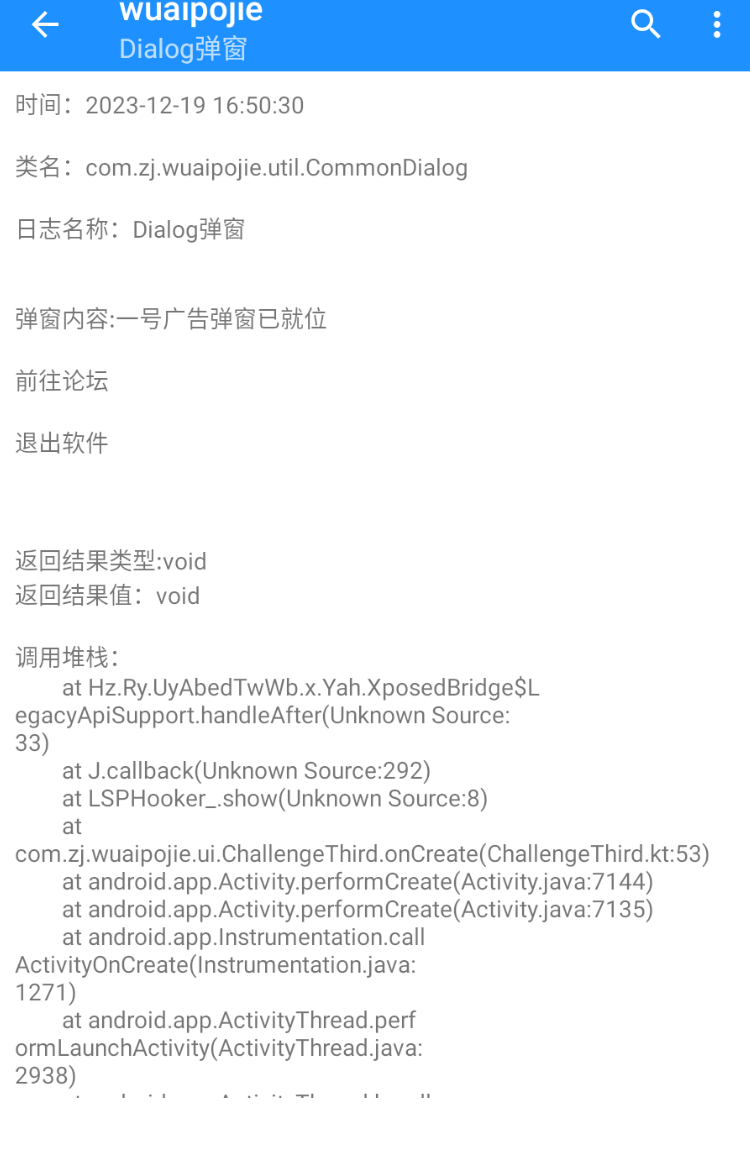 wuaipojie
Dialog弹窗
时间：2023-12-19 16:50:30
类名：com.zj.wuaipojie.util.CommonDialog
日志名称：Dialog弹窗
弹窗内容:一号广告弹窗已就位
前往论坛
退出软件
返回结果类型:void
返回结果值：void
调用堆栈：
at Hz.Ry.UyAbedTwWb.x.Yah.XposedBridge$L
egacyApiSupport.handleAfter(Unknown Source:
33)
at J.callback(Unknown Source:292)
at LSPHooker_.show(Unknown Source:8)
at
com.zj.wuaipojie.ui.ChallengeThird.onCreate(ChallengeThird.kt:53)
at android.app.Activity.performCreate(Activity.java:7144)
at android.app.Activity.performCreate(Activity.java:7135)
at android.app.Instrumentation.call
ActivityOnCreate(Instrumentation.java:
1271)
at android.app.ActivityThread.perf
ormLaunchActivity(ActivityThread.java:
2938)